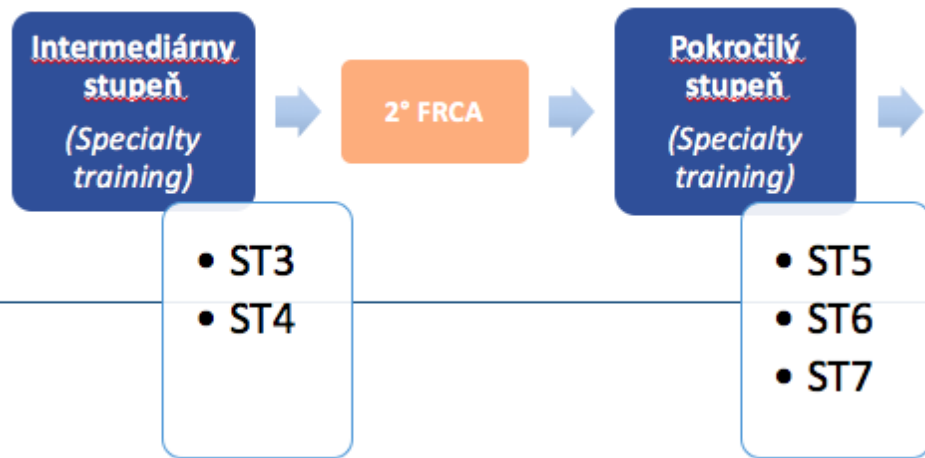 Intermediárny
stupeň
(Specialty
training)
2° FRCA
Pokročilý
stupeň
(Specialty
training)
• ST3
• ST4
• ST5
• ST6
• ST7